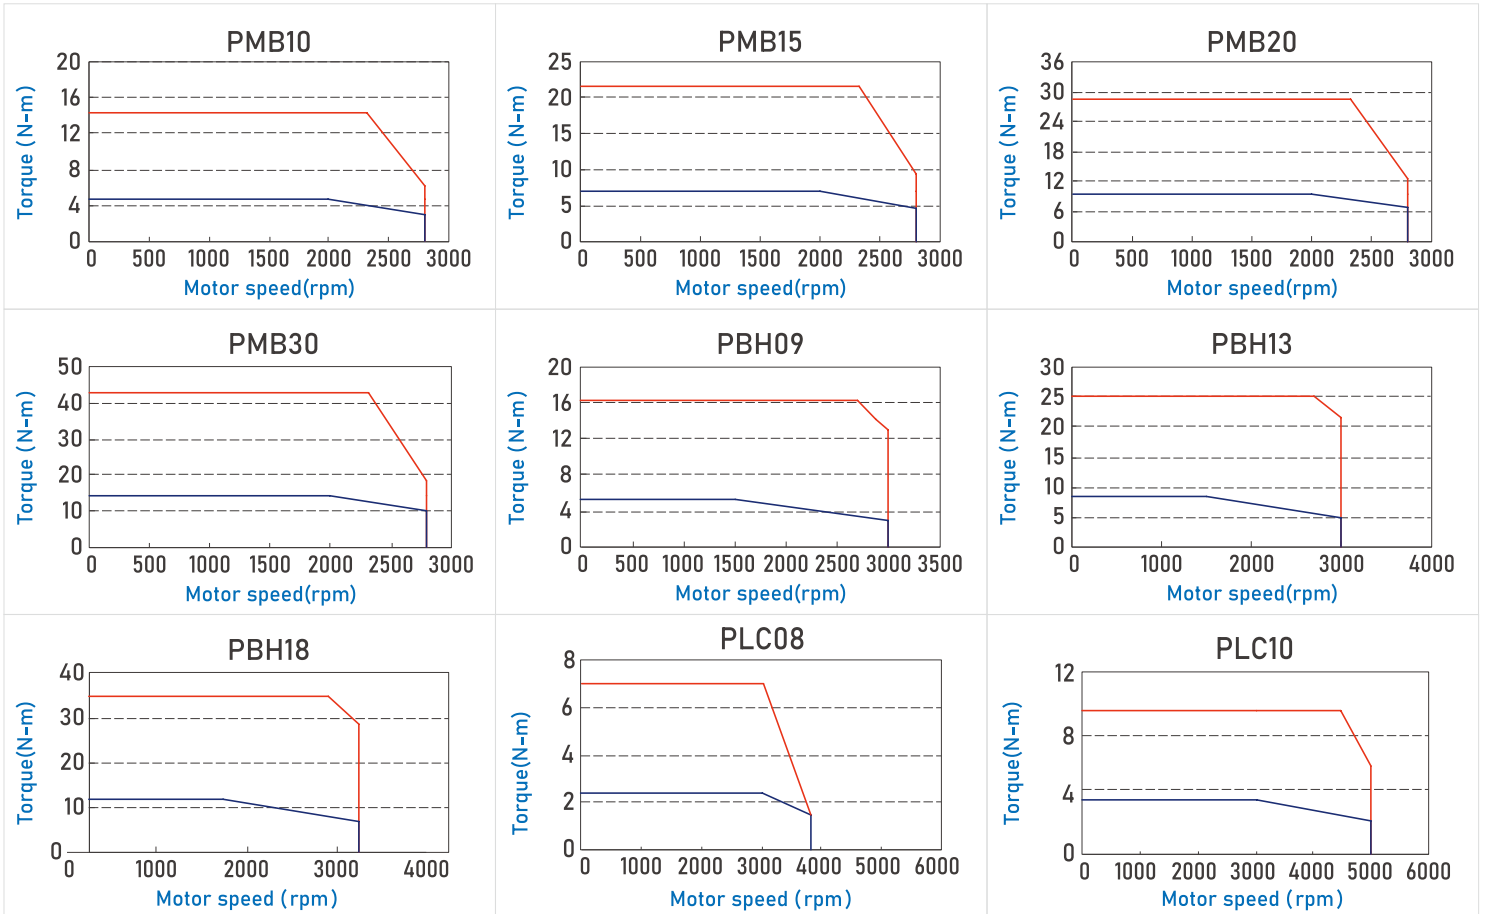 PMB10
20
16
12
8
4
0
Torque (N-m)
0 500 1000 1500 2000 2500 3000
Motor speed(rpm)
PMB15
25
20
15
10
5
0
Torque (N-m)
0 500 1000 1500 2000 2500 3000
Motor speed(rpm)
PMB20
36
30
24
18
12
6
0
Torque (N-m)
0 500 1000 1500 2000 2500 3000
Motor speed(rpm)
PMB30
50
40
30
20
10
0
Torque (N-m)
0 500 1000 1500 2000 2500 3000
Motor speed(rpm)
PBH09
20
16
12
8
4
0
Torque (N-m)
0 500 1000 1500 2000 2500 3000 3500
Motor speed(rpm)
PBH13
30
25
20
15
10
5
0
Torque (N-m)
0 1000 2000 3000 4000
Motor speed(rpm)
PBH18
40
30
20
10
0
Torque(N-m)
0 1000 2000 3000 4000
Motor speed (rpm)
PLC08
8
6
4
2
0
Torque(N-m)
0 1000 2000 3000 4000 5000 6000
Motor speed (rpm)
PLC10
12
8
4
0
Torque(N-m)
0 1000 2000 3000 4000 5000 6000
Motor speed (rpm)